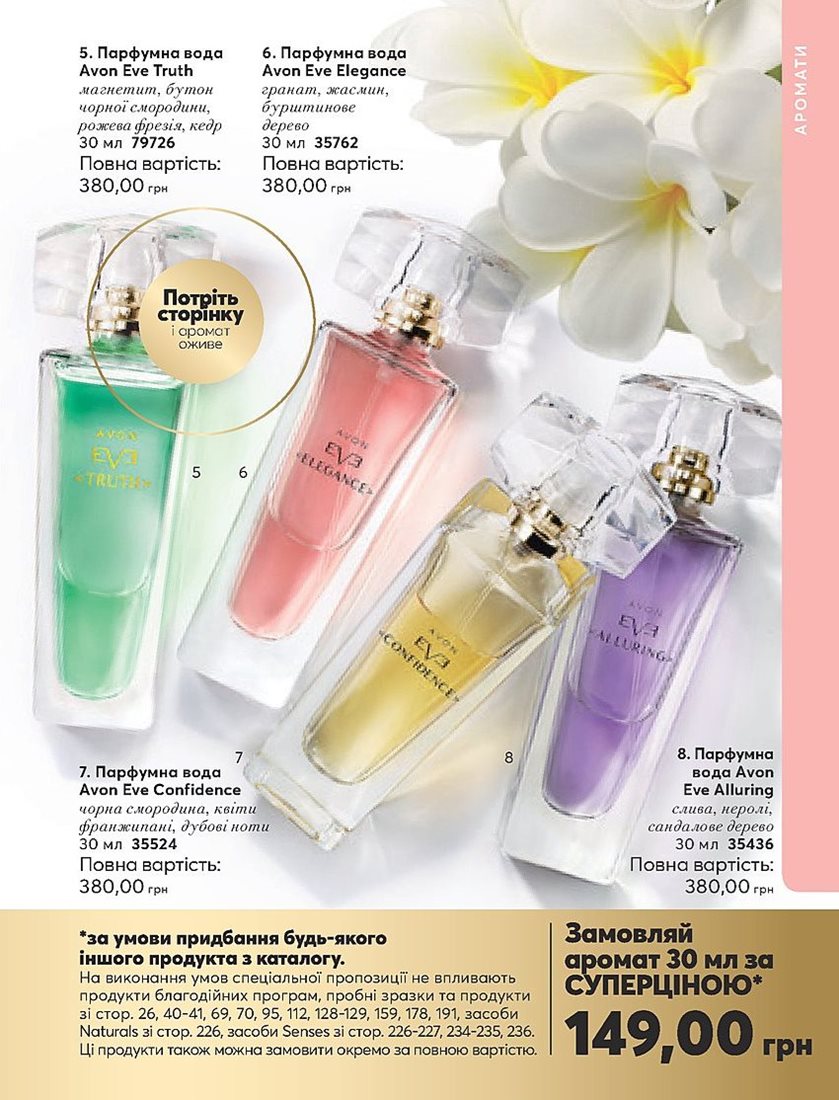 5. Парфумна вода
Avon Eve Truth
магнетит, бутон
чорної смородини,
рожева фрезія, кедр
30 мл 79726
Повна вартість:
380,00 грн
6. Парфумна вода
Avon Eve Elegance
гранат, жасмин,
бурштинове
дерево
30 мл 35762
Повна вартість:
380,00 грн
АРОМАТИ
Потріть
сторінку
і аромат
оживе
AVON
EVE
«TRUTH»
5
6
AVON
EVE
«ELEGANCE»
AVON
EVE
«CONFIDENCE»
AVON
EVE
«ALLURING»
7
8
7. Парфумна вода
Avon Eve Confidence
чорна смородина, квіти
франжипані, дубові ноти
30 мл 35524
Повна вартість:
380,00 грн
8. Парфумна
вода Avon
Eve Alluring
слива, неролі,
сандалове дерево
30 мл 35436
Повна вартість:
380,00 грн
*за умови придбання будь-якого
іншого продукта з каталогу.
На виконання умов спеціальної пропозиції не впливають
продукти благодійних програм, пробні зразки та продукти
зі стор. 26, 40-41, 69, 70, 95, 112, 128-129, 159, 178, 191, засоби
Naturals зі стор. 226, засоби Senses зі стор. 226-227, 234-235, 236.
Ці продукти також можна замовити окремо за повною вартістю.
Замовляй
аромат 30 мл за
СУПЕРЦІНОЮ*
149,00 грн